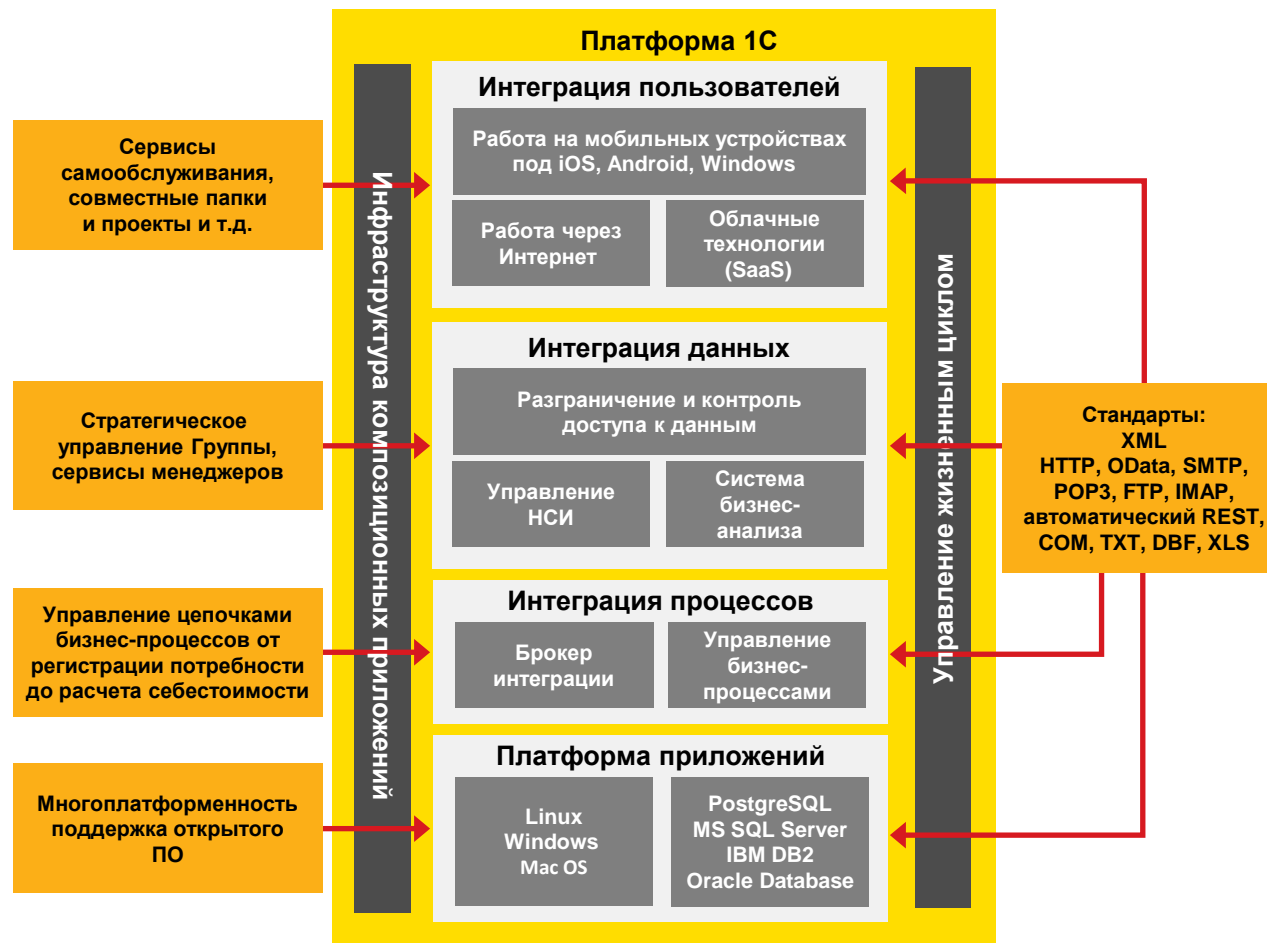 Платформа 1С
Интеграция пользователей
Работа на мобильных устройствах
под iOS, Android, Windows
Работа через
Интернет
Облачные
технологии
(SaaS)
Интеграция данных
Разграничение и контроль
доступа к данным
Управление
НСИ
Система
бизнес-
анализа
Интеграция процессов
Брокер
интеграции
Управление
бизнес-
процессами
Платформа приложений
Linux
Windows
Mac OS
PostgreSQL
MS SQL Server
IBM DB2
Oracle Database
Инфраструктура композиционных приложений
Управление жизненным циклом
Сервисы
самообслуживания,
совместные папки
и проекты и т.д.
Стратегическое
управление Группы,
сервисы менеджеров
Управление цепочками
бизнес-процессов от
регистрации потребности
до расчета себестоимости
Многоплатформенность
поддержка открытого
ПО
Стандарты:
XML
HTTP, OData, SMTP,
POP3, FTP, IMAP,
автоматический REST,
COM, TXT, DBF, XLS